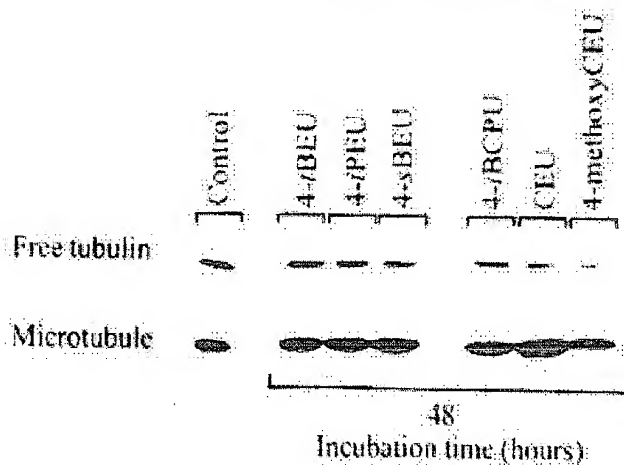 Control
4-tBEU
4-iPEU
4-sBEU
4-tBCPU
CEU
4-methoxyCEU
Free tubulin
Microtubule
48
Incubation time (hours)